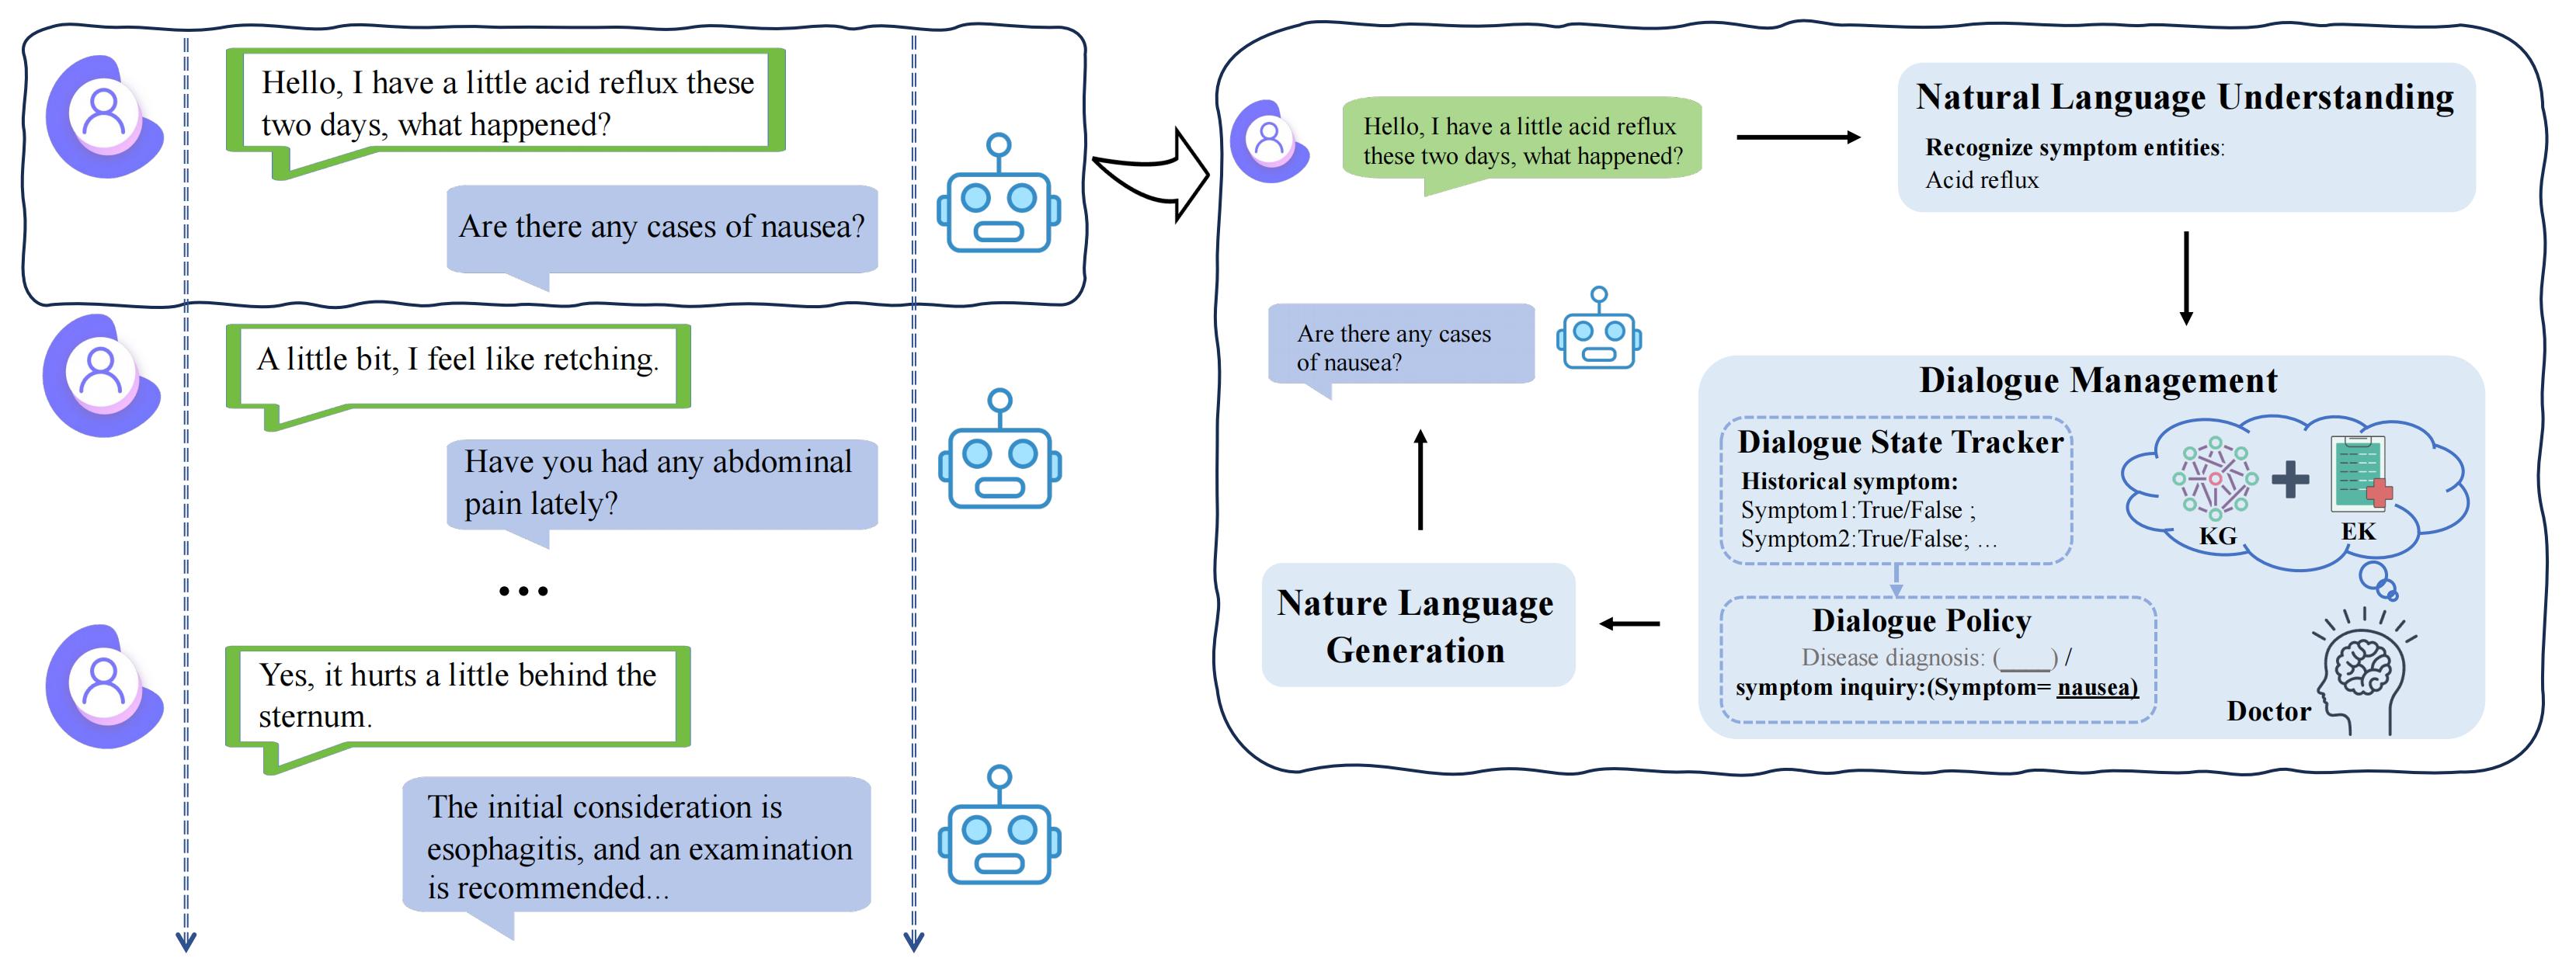 Hello, I have a little acid reflux these
two days, what happened?
Are there any cases of nausea?
A little bit, I feel like retching.
Have you had any abdominal
pain lately?
...
Yes, it hurts a little behind the
sternum.
The initial consideration is
esophagitis, and an examination
is recommended...
Hello, I have a little acid reflux
these two days, what happened?
Natural Language Understanding
Recognize symptom entities:
Acid reflux
Dialogue Management
Dialogue State Tracker
Historical symptom:
Symptom1:True/False ;
Symptom2:True/False; ...
KG
EK
Dialogue Policy
Disease diagnosis: (____) /
symptom inquiry:(Symptom= nausea)
Doctor
Nature Language
Generation
Are there any cases
of nausea?